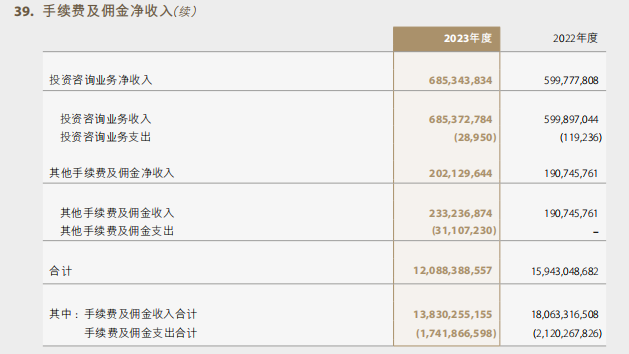 39. 手续费及佣金净收入(续)
2023年度 2022年度
投资咨询业务净收入 685,343,834 599,777,808
投资咨询业务收入 685,372,784 599,897,044
投资咨询业务支出 (28,950) (119,236)
其他手续费及佣金净收入 202,129,644 190,745,761
其他手续费及佣金收入 233,236,874 190,745,761
其他手续费及佣金支出 (31,107,230) –
合计 12,088,388,557 15,943,048,682
其中：手续费及佣金收入合计 13,830,255,155 18,063,316,508
手续费及佣金支出合计 (1,741,866,598) (2,120,267,826)